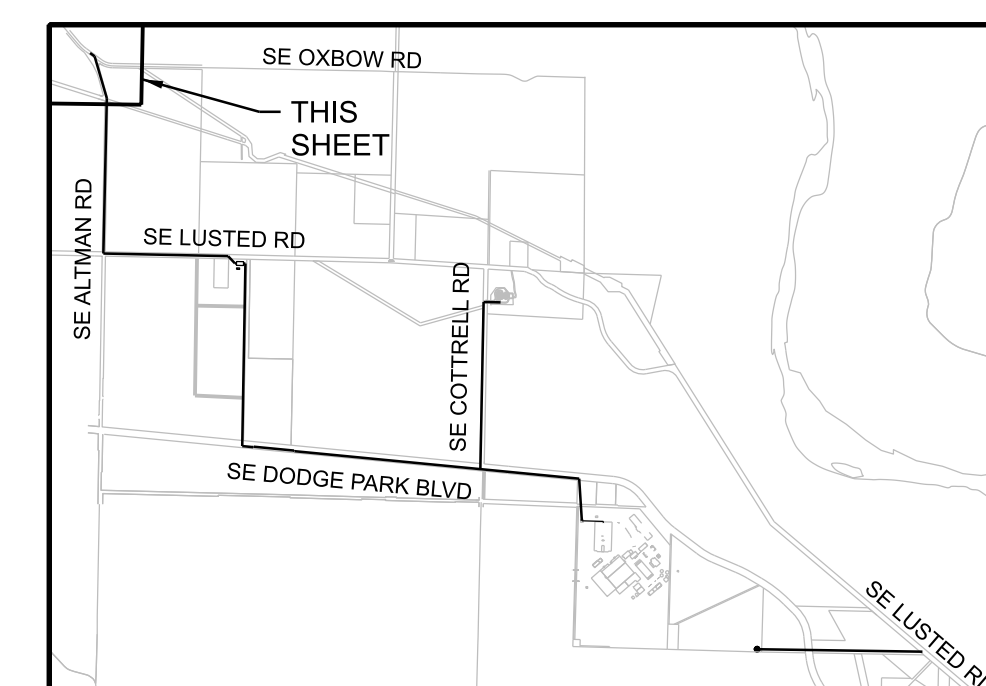 SE OXBOW RD
THIS
SHEET
SE ALTMAN RD
SE LUSTED RD
SE COTTRELL RD
SE DODGE PARK BLVD
SE LUSTED RD